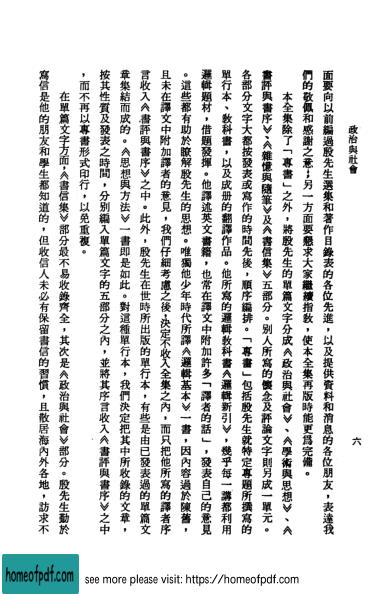 政治與社會
六
面要向以前編過殷先生選集和著作目錄表的各位先進，以及提供資料和消息的各位朋友，表達我
們的敬佩和感謝之意；另一方面要懇求大家繼續指教，使本全集再版時能更爲完備。
本全集除了「專書」之外，將殷先生的單篇文字分成《政治與社會》、《學術與思想》、《
書評與書序》、《雜憶與隨筆》及《書信集》五部分。別人所寫的懷念及評論文字則另成一單元。
各部分文字大都按發表或寫作的時間先後，順序編排。「專書」包括殷先生就特定專題所撰寫的
單行本、敎科書，以及成册的翻譯作品。他所寫的邏輯敎科書《邏輯新引》，幾乎每一講都利用
邏輯題材，借題發揮。他譯述英文書籍，也常在譯文中附加許多「譯者的話」，發表自己的意見
。這些都有助於瞭解殷先生的思想。唯獨他少年時代所譯《邏輯基本》一書，因內容過於陳舊，
且未在譯文中附加譯者的意見，我們仔細考慮之後，決定不收入全集之內，而只把他所寫的譯者序
言收入《書評與書序》之中。此外，殷先生在世時所出版的單行本，有些是由已發表過的單篇文
章集結而成的。《思想與方法》一書即是如此。對這種單行本，我們決定把其中所收錄的文章，
按其性質及發表之時間，分別編入單篇文字的五部分之內，並將其序言收入《書評與書序》之中
，而不再以專書形式印行，以免重複。
在單篇文字方面，《書信集》部分最不易收錄齊全，其次是《政治與社會》部分。殷先生勤於
寫信是他的朋友和學生都知道的，但收信人未必有保留書信的習慣，且散居海內外各地，訪求不
homeofpdf.com
see more please visit: https://homeofpdf.com